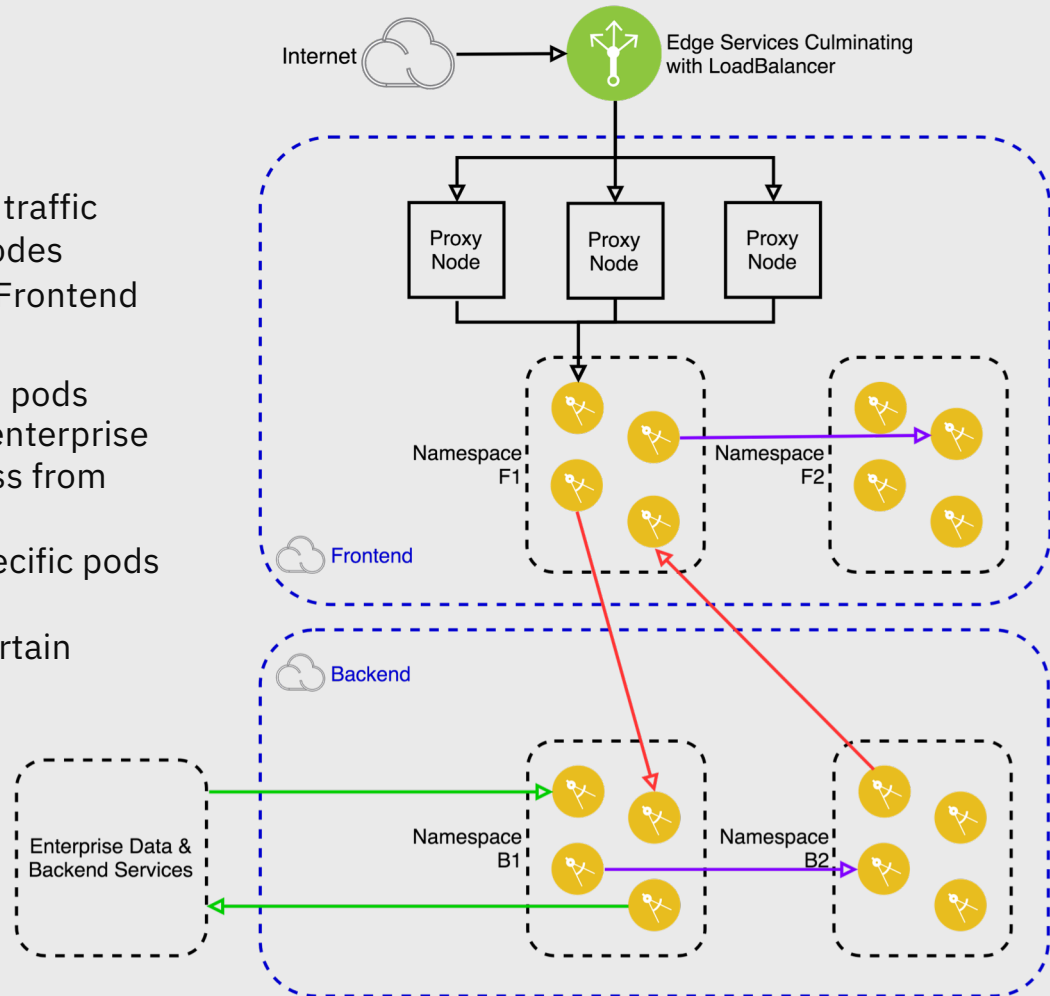 Internet
Edge Services Culminating
with LoadBalancer
traffic
odes
Frontend
pods
enterprise
ss from
ecific pods
rtain
Proxy
Node
Proxy
Node
Proxy
Node
Namespace
F1
Namespace
F2
Frontend
Backend
Enterprise Data &
Backend Services
Namespace
B1
Namespace
B2